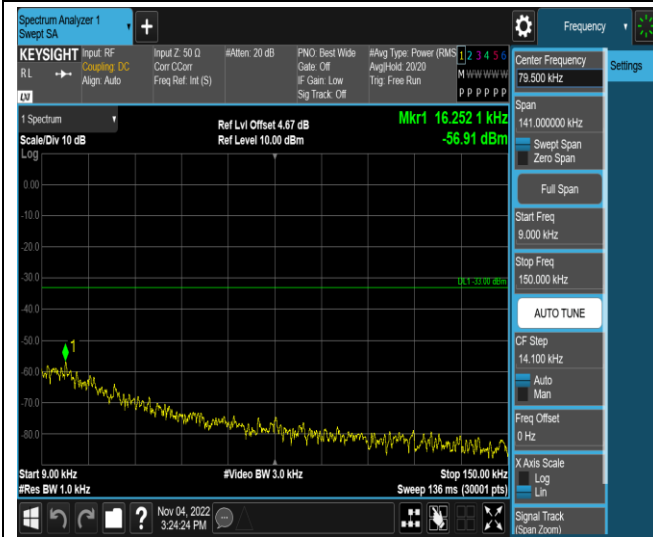 Spectrum Analyzer 1
Swept SA
+
Frequency
KEYSIGHT
RL
LXI
Input: RF
Coupling: DC
Align: Auto
Input Z: 50 Ω
Corr CCorr
Freq Ref: Int (S)
#Atten: 20 dB
PNO: Best Wide
Gate: Off
IF Gain: Low
Sig Track: Off
#Avg Type: Power (RMS
Avg|Hold: 20/20
Trig: Free Run
1 2 3 4 5 6
M W W W W W
P P P P P P
1 Spectrum
Scale/Div 10 dB
Log
Ref Lvl Offset 4.67 dB
Ref Level 10.00 dBm
Mkr1 16.252 1 kHz
-56.91 dBm
0.00
-10.0
-20.0
-30.0
DL1 -33.00 dBm
-40.0
-50.0
1
-60.0
-70.0
-80.0
Start 9.00 kHz
#Res BW 1.0 kHz
#Video BW 3.0 kHz
Stop 150.00 kHz
Sweep 136 ms (30001 pts)
?
Nov 04, 2022
3:24:24 PM
Center Frequency
79.500 kHz
Settings
Span
141.000000 kHz
Swept Span
Zero Span
Full Span
Start Freq
9.000 kHz
Stop Freq
150.000 kHz
AUTO TUNE
CF Step
14.100 kHz
Auto
Man
Freq Offset
0 Hz
X Axis Scale
Log
Lin
Signal Track
(Span Zoom)